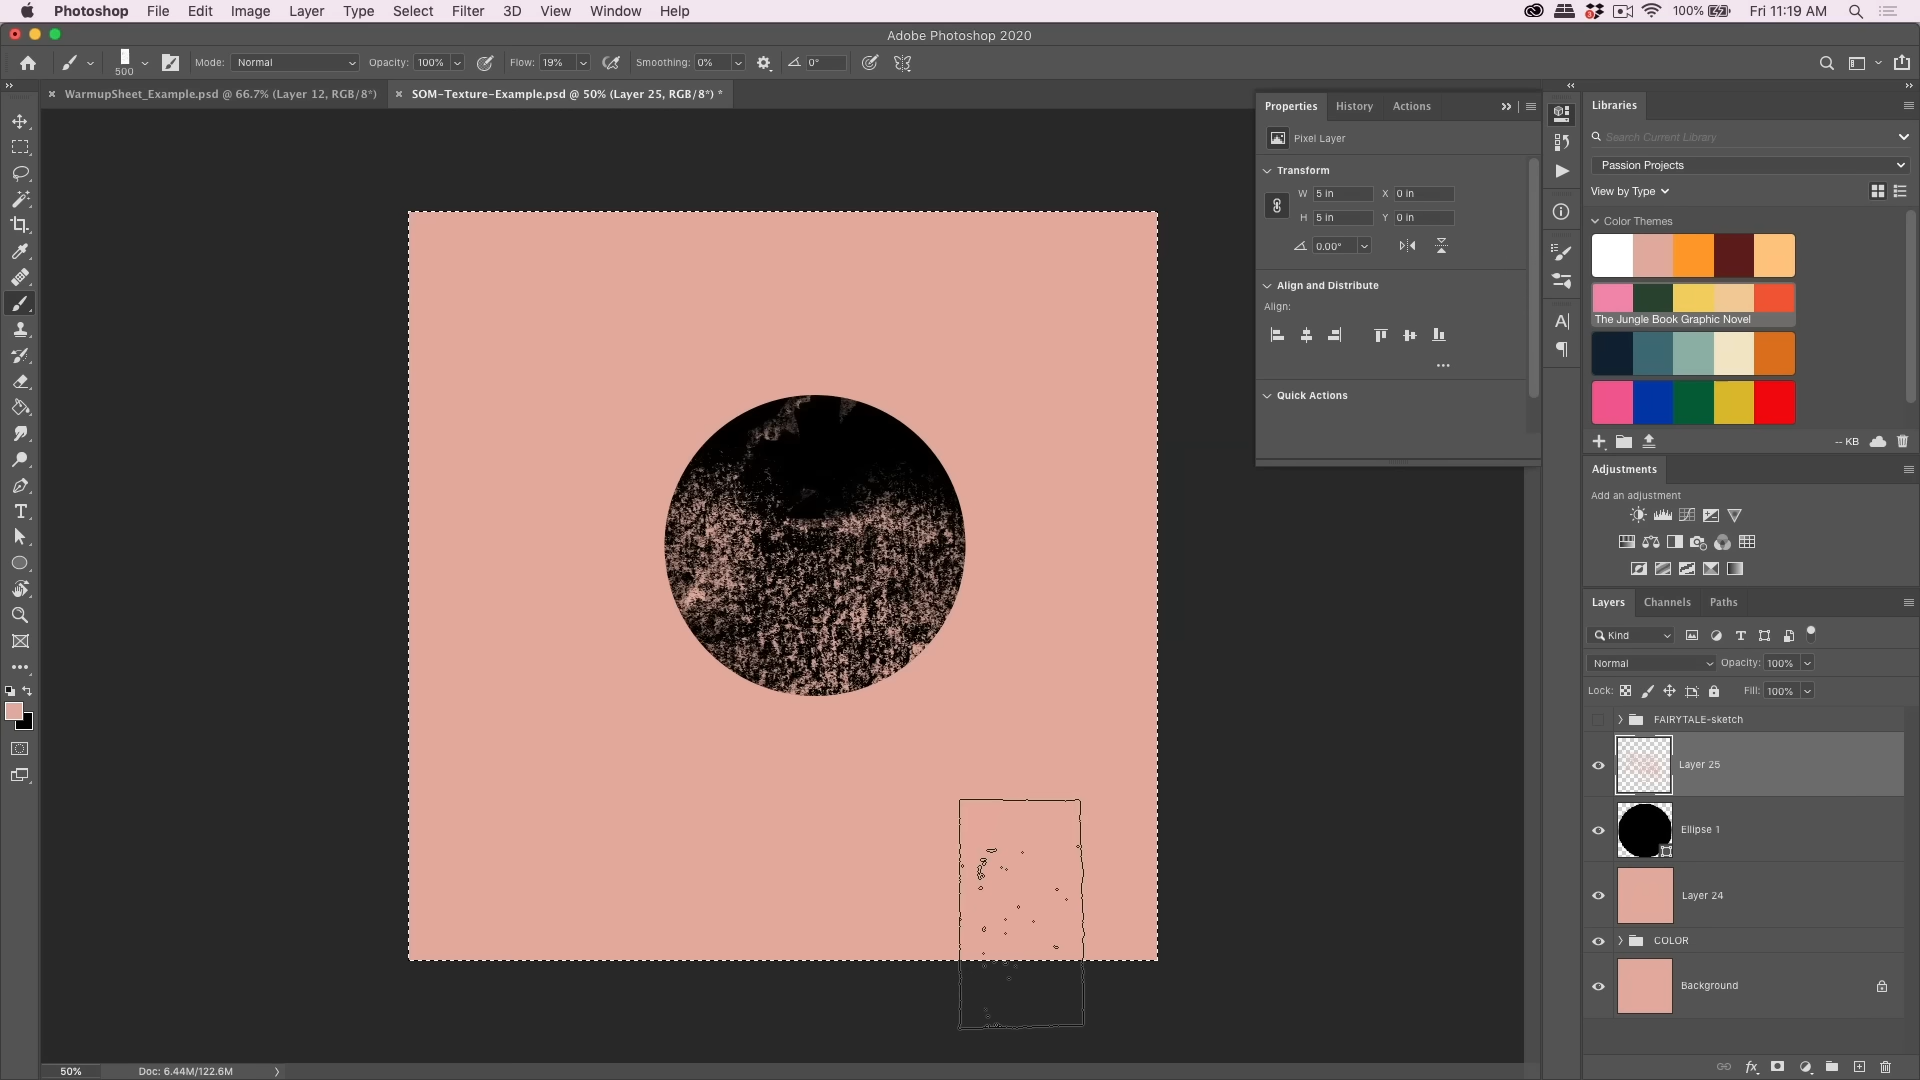 Photoshop File Edit Image Layer Type Select Filter 3D View Window Help 100% Fri 11:19 AM
Adobe Photoshop 2020
500 Mode: Normal Opacity: 100% Flow: 19% Smoothing: 0% 0°
WarmupSheet_Example.psd @ 66.7% (Layer 12, RGB/8*)
SOM-Texture-Example.psd @ 50% (Layer 25, RGB/8*) *
Properties History Actions
Pixel Layer
Transform
W 5 in X 0 in
H 5 in Y 0 in
0.00°
Align and Distribute
Align:
Quick Actions
Libraries
Search Current Library
Passion Projects
View by Type
Color Themes
The Jungle Book Graphic Novel
-- KB
Adjustments
Add an adjustment
Layers Channels Paths
Kind
Normal Opacity: 100%
Lock: Fill: 100%
FAIRYTALE-sketch
Layer 25
Ellipse 1
Layer 24
COLOR
Background
50% Doc: 6.44M/122.6M